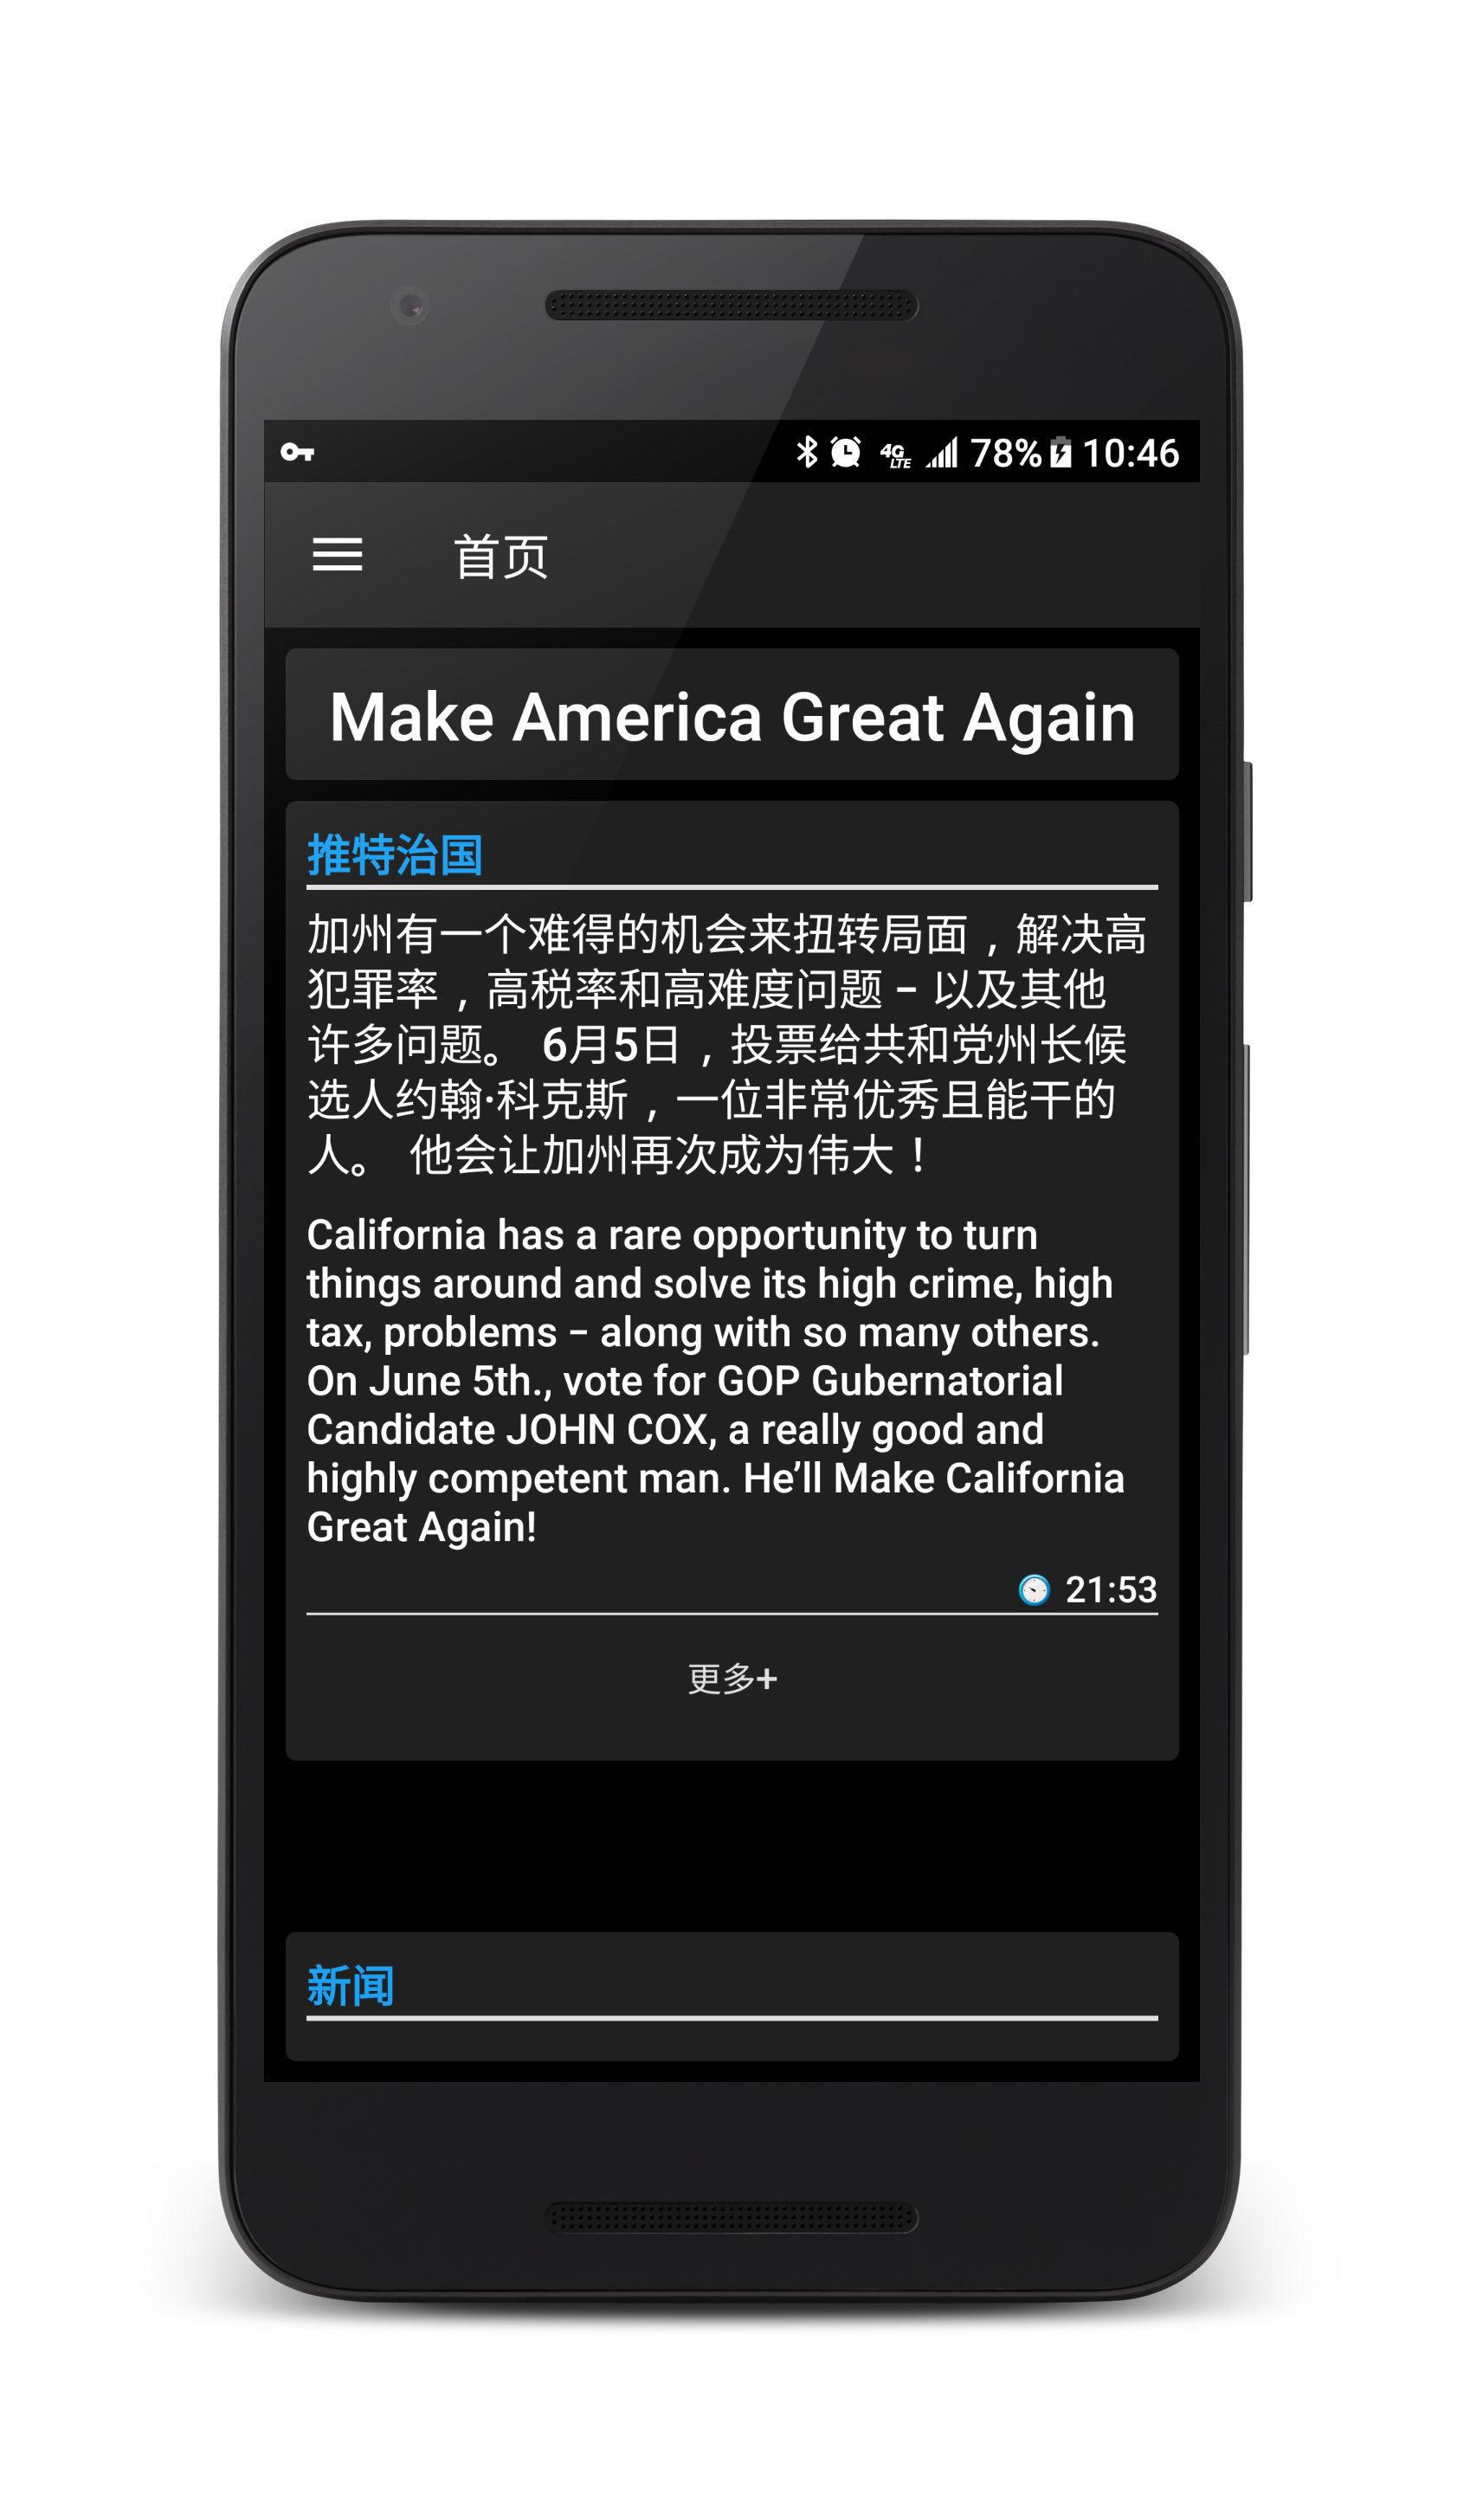 78% 10:46
首页
Make America Great Again
推特治国
加州有一个难得的机会来扭转局面，解决高
犯罪率，高税率和高难度问题 – 以及其他
许多问题。 6月5日，投票给共和党州长候
选人约翰·科克斯，一位非常优秀且能干的
人。 他会让加州再次成为伟大！
California has a rare opportunity to turn
things around and solve its high crime, high
tax, problems – along with so many others.
On June 5th., vote for GOP Gubernatorial
Candidate JOHN COX, a really good and
highly competent man. He’ll Make California
Great Again!
21:53
更多+
新闻